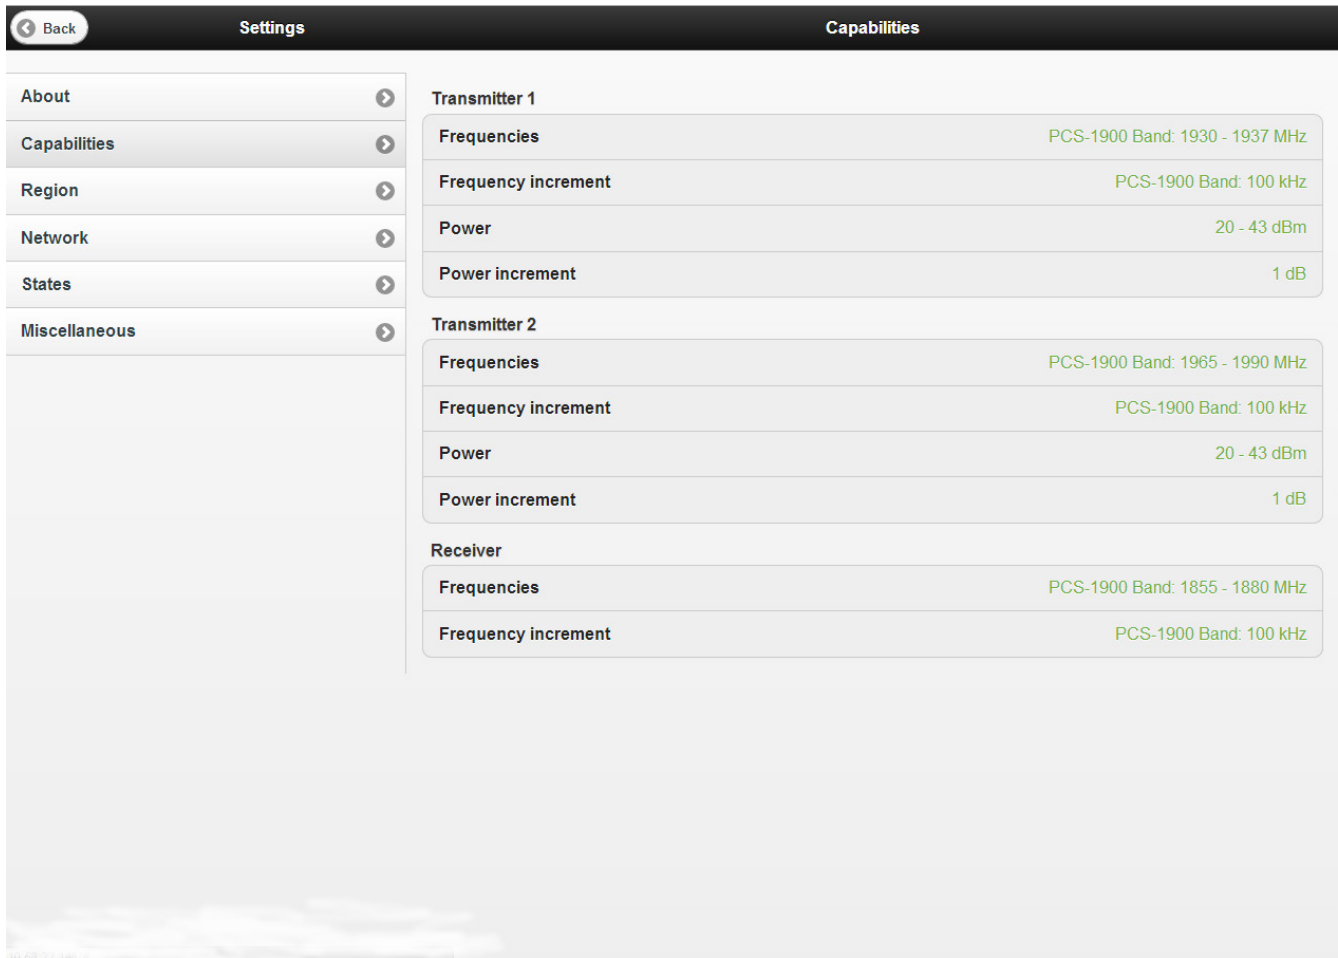 Back Settings Capabilities
About
Capabilities
Region
Network
States
Miscellaneous
Transmitter 1
Frequencies PCS-1900 Band: 1930 - 1937 MHz
Frequency increment PCS-1900 Band: 100 kHz
Power 20 - 43 dBm
Power increment 1 dB
Transmitter 2
Frequencies PCS-1900 Band: 1965 - 1990 MHz
Frequency increment PCS-1900 Band: 100 kHz
Power 20 - 43 dBm
Power increment 1 dB
Receiver
Frequencies PCS-1900 Band: 1855 - 1880 MHz
Frequency increment PCS-1900 Band: 100 kHz